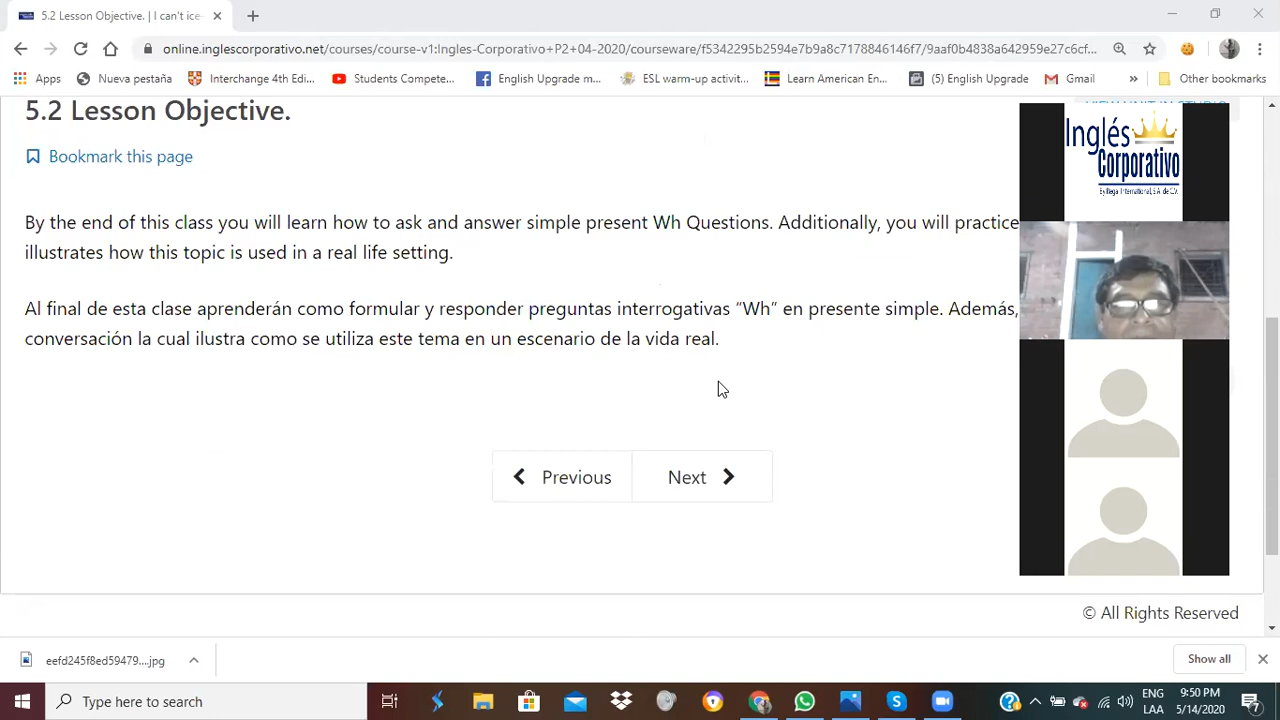 5.2 Lesson Objective. | I can't ice-
online.inglescorporativo.net/courses/course-v1:Ingles-Corporativo+P2+04-2020/courseware/f5342295b2594e7b9a8c7178846146f7/9aaf0b4838a642959e27c6cf...
Apps Nueva pestaña Interchange 4th Edi... Students Compete... English Upgrade m... ESL warm-up activit... Learn American En... (5) English Upgrade Gmail » Other bookmarks
5.2 Lesson Objective.
Bookmark this page
Inglés
Corporativo
By the end of this class you will learn how to ask and answer simple present Wh Questions. Additionally, you will practice
illustrates how this topic is used in a real life setting.
Al final de esta clase aprenderán como formular y responder preguntas interrogativas “Wh” en presente simple. Además,
conversación la cual ilustra como se utiliza este tema en un escenario de la vida real.
Previous Next
© All Rights Reserved
eefd245f8ed59479....jpg Show all
Type here to search
ENG 9:50 PM
LAA 5/14/2020 7